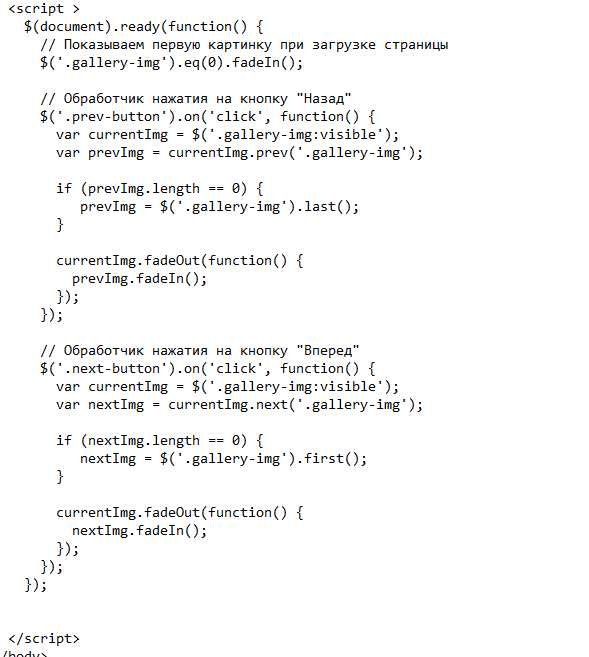 <script >
  $(document).ready(function() {
    // Показываем первую картинку при загрузке страницы
    $('.gallery-img').eq(0).fadeIn();

    // Обработчик нажатия на кнопку "Назад"
    $('.prev-button').on('click', function() {
      var currentImg = $('.gallery-img:visible');
      var prevImg = currentImg.prev('.gallery-img');

      if (prevImg.length == 0) {
         prevImg = $('.gallery-img').last();
      }

      currentImg.fadeOut(function() {
        prevImg.fadeIn();
      });
    });

    // Обработчик нажатия на кнопку "Вперед"
    $('.next-button').on('click', function() {
      var currentImg = $('.gallery-img:visible');
      var nextImg = currentImg.next('.gallery-img');

      if (nextImg.length == 0) {
         nextImg = $('.gallery-img').first();
      }

      currentImg.fadeOut(function() {
        nextImg.fadeIn();
      });
    });
  });

</script>
/body>